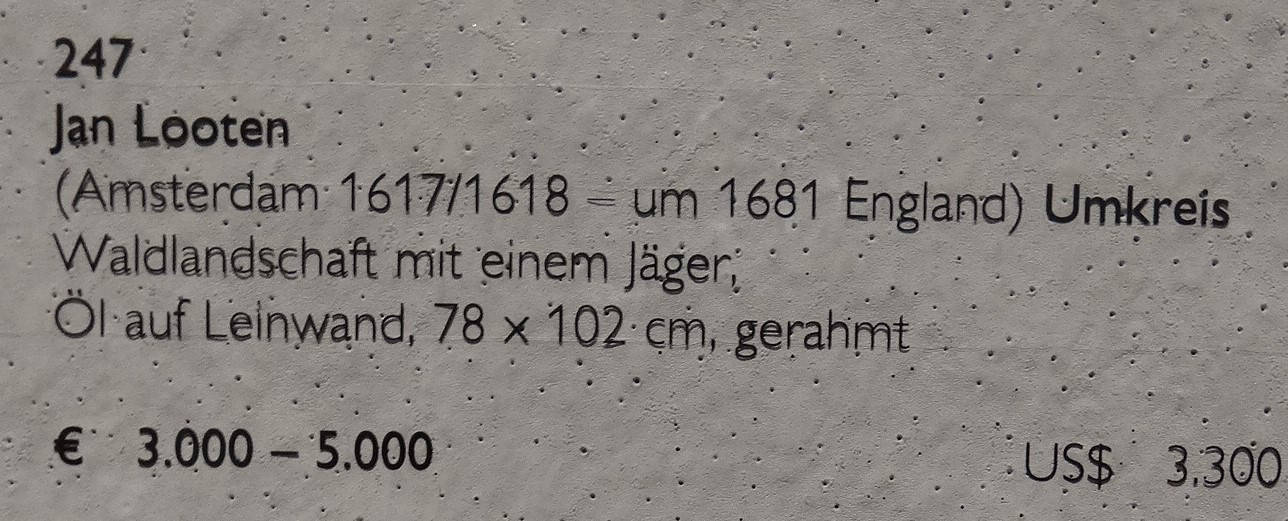 247
Jan Looten
(Amsterdam 1617/1618 – um 1681 England) Umkreis
Waldlandschaft mit einem Jäger,
Öl auf Leinwand, 78 x 102 cm, gerahmt
€ 3.000 – 5.000 US$ 3.300